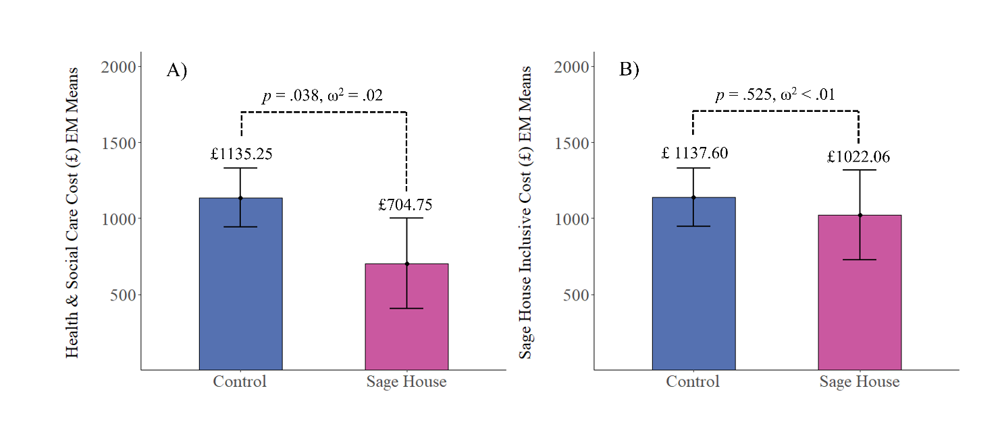 Health & Social Care Cost (£) EM Means
2000
1500
1000
500
A)
p = .038, ω² = .02
£1135.25
£704.75
Control
Sage House
Sage House Inclusive Cost (£) EM Means
2000
1500
1000
500
B)
p = .525, ω² < .01
£ 1137.60
£1022.06
Control
Sage House